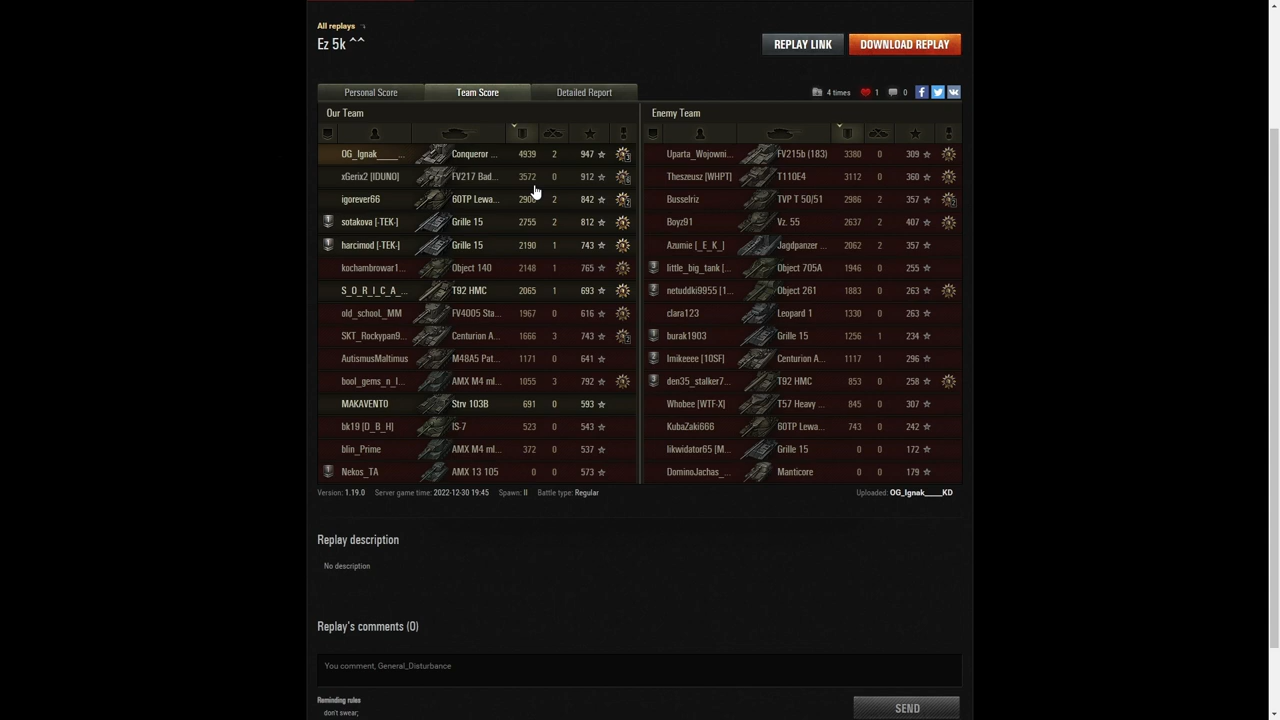 All replays
Ez 5k ^^
REPLAY LINK
DOWNLOAD REPLAY
Personal Score
Team Score
Detailed Report
4 times
1
0
Our Team
Enemy Team
OG_Ignak____... Conqueror ... 4939 2 947
xGerix2 [IDUNO] FV217 Bad... 3572 0 912
igorever66 60TP Lewa... 2 842
sotakova [-TEK-] Grille 15 2755 2 812
harcimod [-TEK-] Grille 15 2190 1 743
kochambrowar1... Object 140 2148 1 765
S_O_R_I_C_A_... T92 HMC 2065 1 693
old_schooL_MM FV4005 Sta... 1967 0 616
SKT_Rockypan9... Centurion A... 1666 3 743
AutismusMaltimus M48A5 Pat... 1171 0 641
bool_gems_n_l... AMX M4 ml... 1055 3 792
MAKAVENTO Strv 103B 691 0 593
bk19 [D_B_H] IS-7 523 0 543
blin_Prime AMX M4 ml... 372 0 537
Nekos_TA AMX 13 105 0 0 573
Uparta_Wojowni... FV215b (183) 3380 0 309
Theszeusz [WHPT] T110E4 3112 0 360
Busselriz TVP T 50/51 2986 2 357
Boyz91 Vz. 55 2637 2 407
Azumie [_E_K_] Jagdpanzer ... 2062 2 357
little_big_tank [... Object 705A 1946 0 255
netuddki9955 [1... Object 261 1883 0 263
clara123 Leopard 1 1330 0 263
burak1903 Grille 15 1256 1 234
Imikeeee [10SF] Centurion A... 1117 1 296
den35_stalker7... T92 HMC 853 0 258
Whobee [WTF-X] T57 Heavy ... 845 0 307
KubaZaki666 60TP Lewa... 743 0 242
likwidator65 [M... Grille 15 0 0 172
DominoJachas_... Manticore 0 0 179
Version: 1.19.0 Server game time: 2022-12-30 19:45 Spawn: II Battle type: Regular
Uploaded: OG_Ignak____KD
Replay description
No description
Replay's comments (0)
You comment, General_Disturbance
Reminding rules
don't swear;
SEND